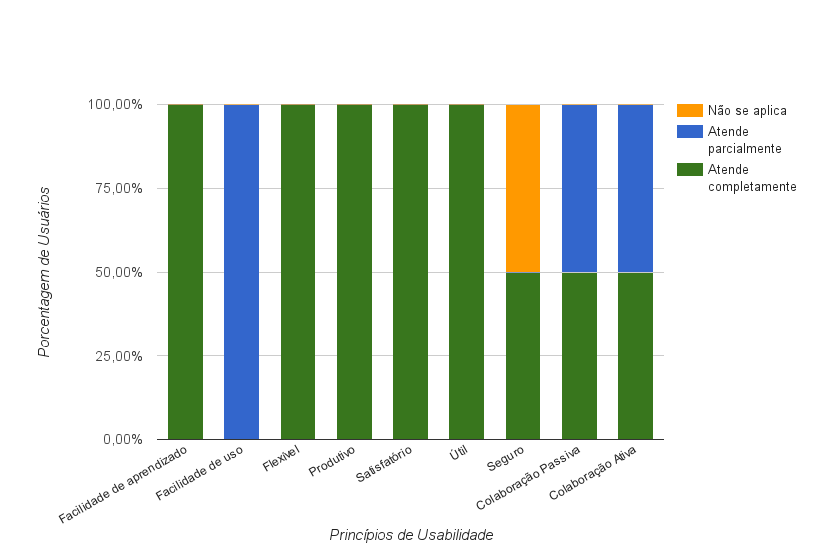 100,00%
75,00%
50,00%
25,00%
0,00%
Porcentagem de Usuários
Facilidade de aprendizado
Facilidade de uso
Flexível
Produtivo
Satisfatório
Útil
Seguro
Colaboração Passiva
Colaboração Ativa
Princípios de Usabilidade
Não se aplica
Atende
parcialmente
Atende
completamente